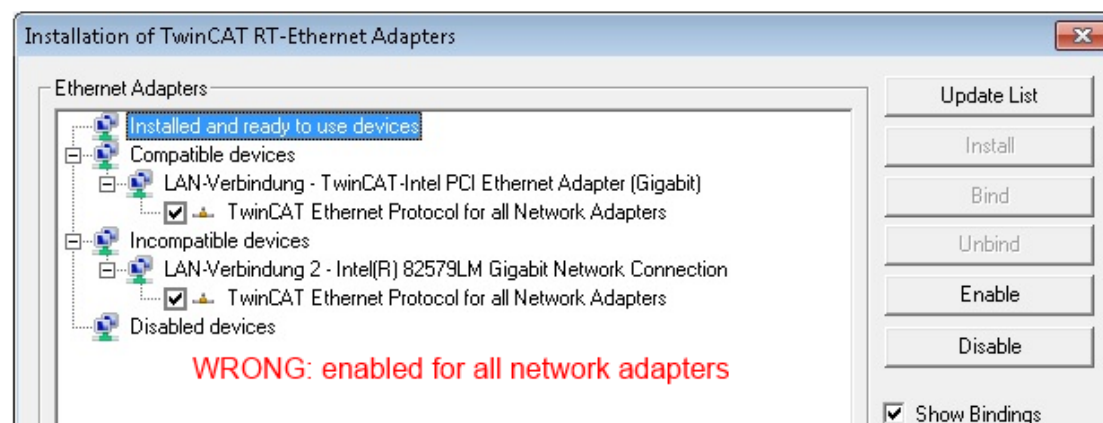 Installation of TwinCAT RT-Ethernet Adapters
Ethernet Adapters
Installed and ready to use devices
Compatible devices
LAN-Verbindung - TwinCAT-Intel PCI Ethernet Adapter (Gigabit)
TwinCAT Ethernet Protocol for all Network Adapters
Incompatible devices
LAN-Verbindung 2 - Intel(R) 82579LM Gigabit Network Connection
TwinCAT Ethernet Protocol for all Network Adapters
Disabled devices
WRONG: enabled for all network adapters
Update List
Install
Bind
Unbind
Enable
Disable
Show Bindings